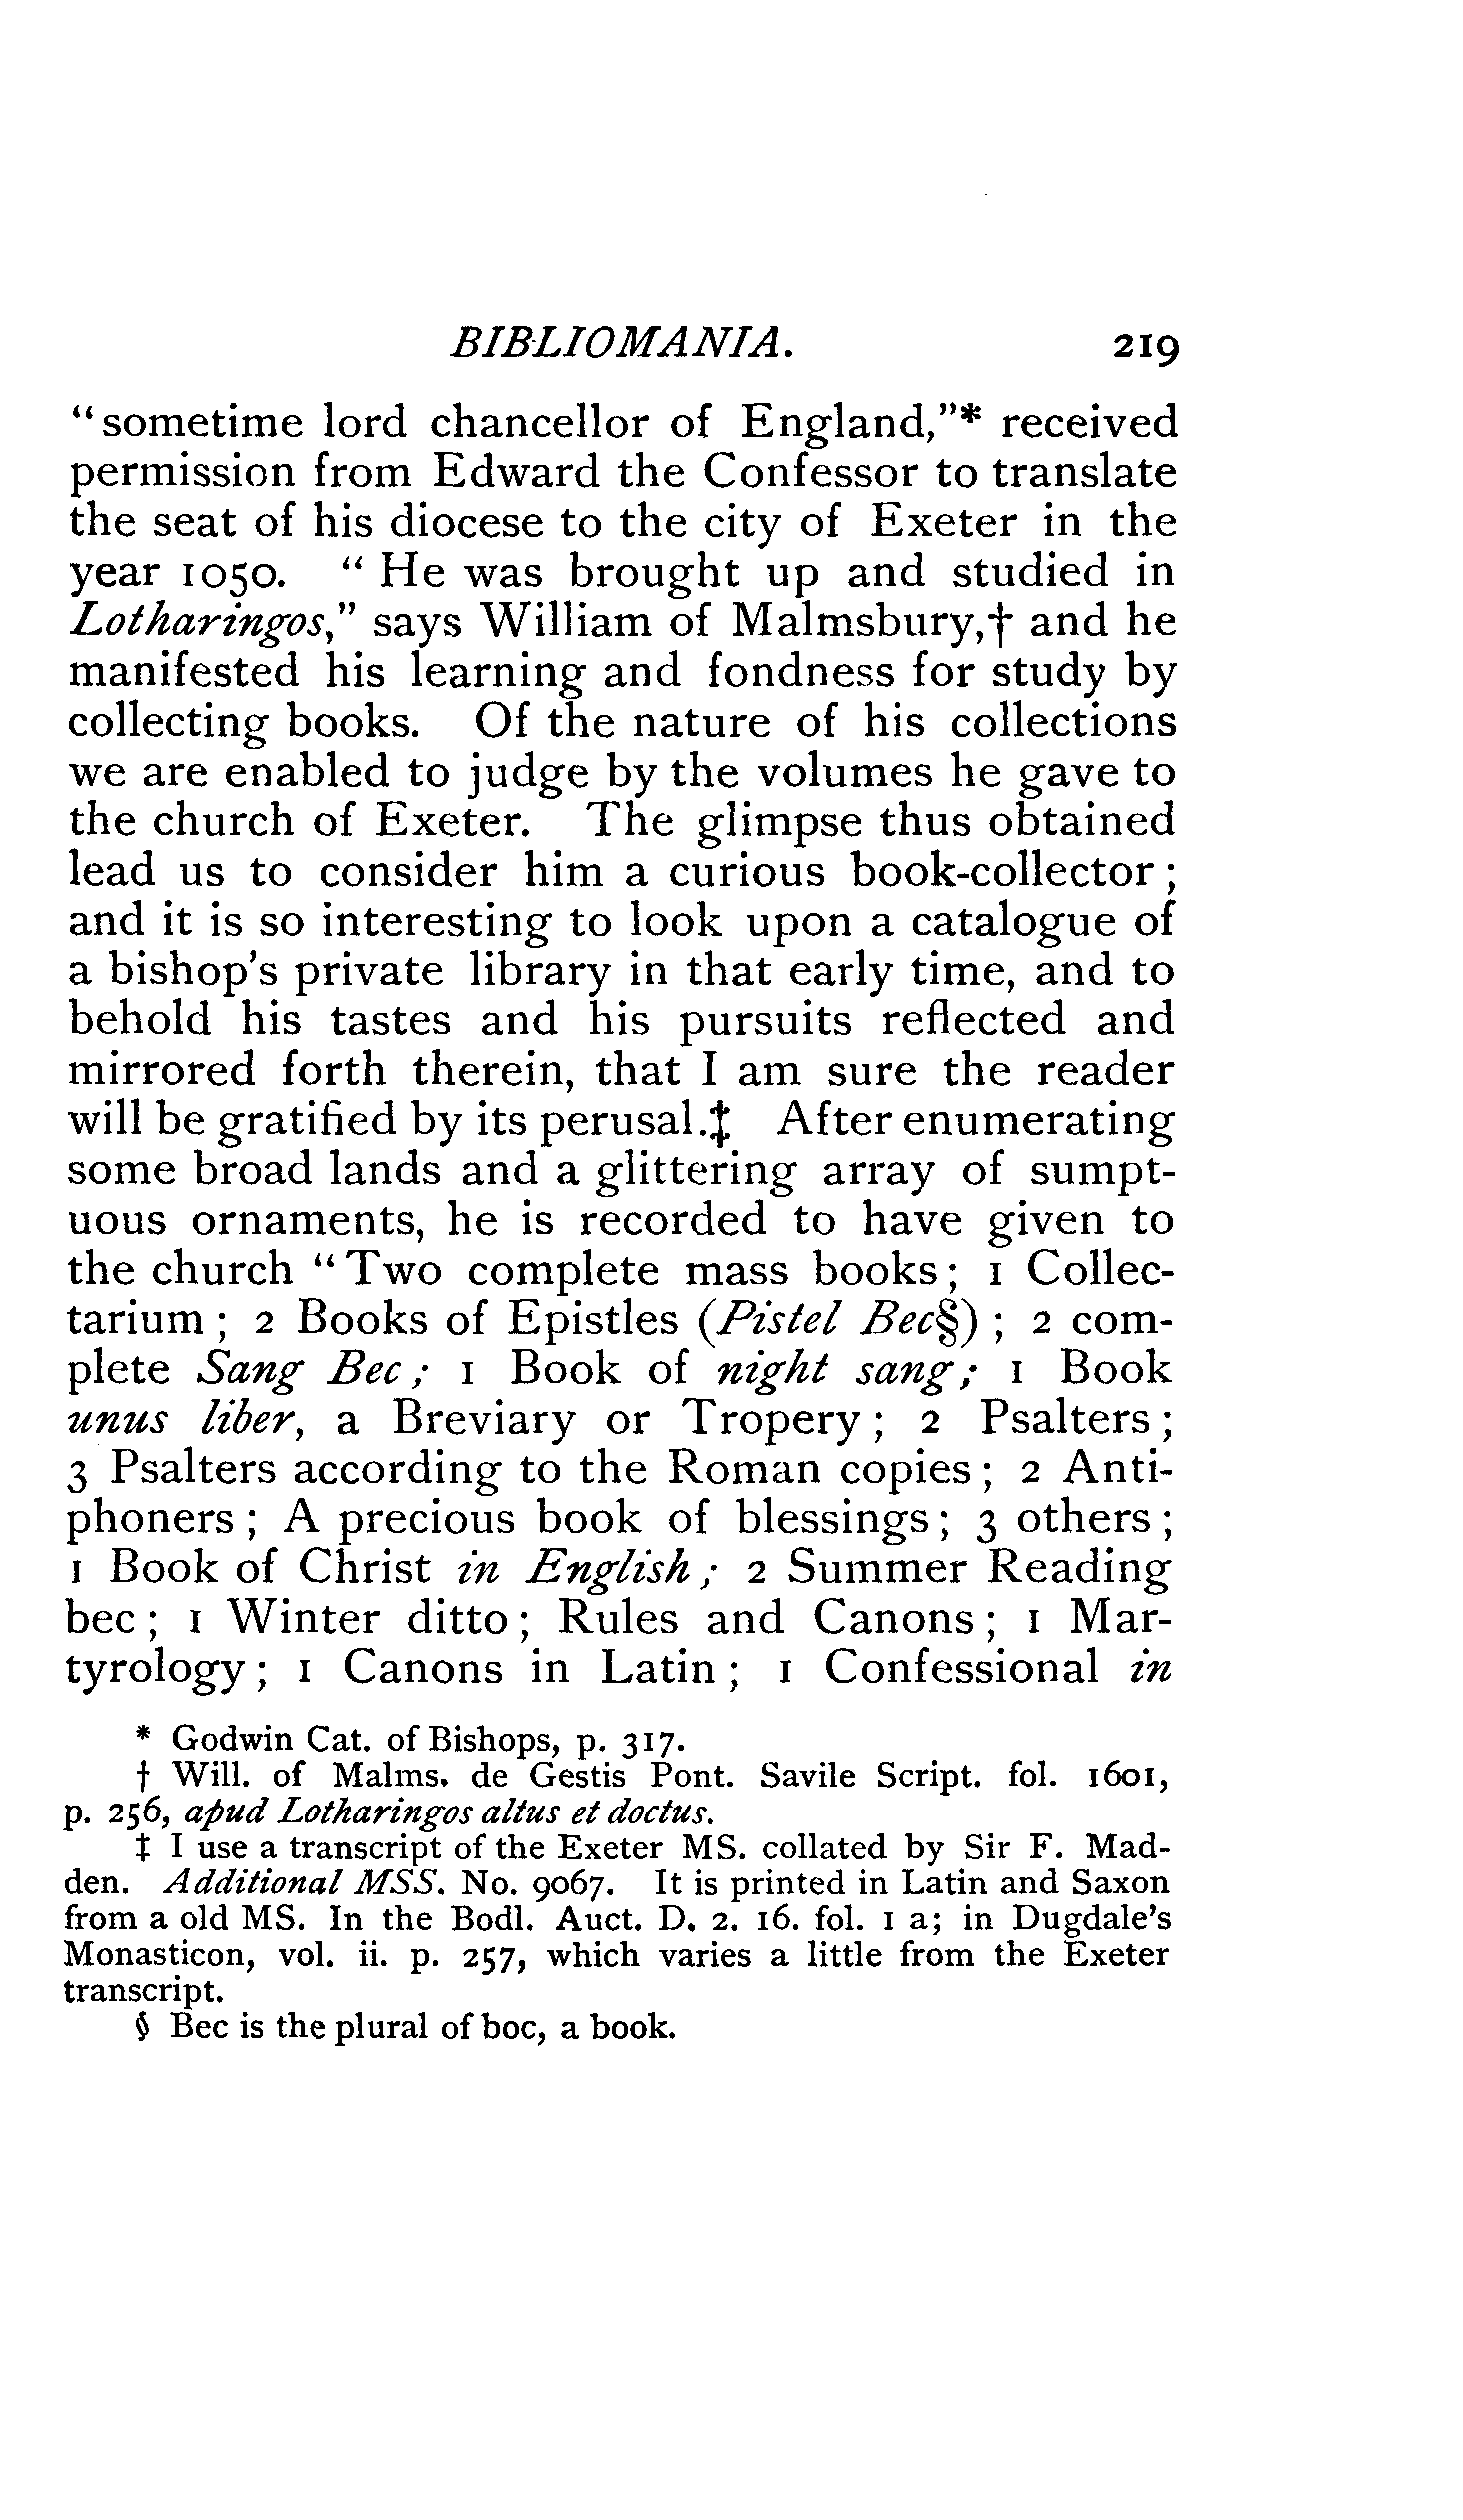 BIBLIOMANIA. 219
“sometime lord chancellor of England,”* received
permission from Edward the Confessor to translate
the seat of his diocese to the city of Exeter in the
year 1050. “He was brought up and studied in
Lotharingos,” says William of Malmsbury,† and he
manifested his learning and fondness for study by
collecting books. Of the nature of his collections
we are enabled to judge by the volumes he gave to
the church of Exeter. The glimpse thus obtained
lead us to consider him a curious book-collector;
and it is so interesting to look upon a catalogue of
a bishop's private library in that early time, and to
behold his tastes and his pursuits reflected and
mirrored forth therein, that I am sure the reader
will be gratified by its perusal.‡ After enumerating
some broad lands and a glittering array of sumpt-
uous ornaments, he is recorded to have given to
the church “Two complete mass books; 1 Collec-
tarium; 2 Books of Epistles (Pistel Bec§); 2 com-
plete Sang Bec; 1 Book of night sang; 1 Book
unus liber, a Breviary or Tropery; 2 Psalters;
3 Psalters according to the Roman copies; 2 Anti-
phoners; A precious book of blessings; 3 others;
1 Book of Christ in English; 2 Summer Reading
bec; 1 Winter ditto; Rules and Canons; 1 Mar-
tyrology; 1 Canons in Latin; 1 Confessional in
* Godwin Cat. of Bishops, p. 317.
† Will. of Malms. de Gestis Pont. Savile Script. fol. 1601,
p. 256, apud Lotharingos altus et doctus.
‡ I use a transcript of the Exeter MS. collated by Sir F. Mad-
den. Additional MSS. No. 9067. It is printed in Latin and Saxon
from a old MS. In the Bodl. Auct. D. 2. 16. fol. 1 a; in Dugdale's
Monasticon, vol. ii. p. 257, which varies a little from the Exeter
transcript.
§ Bec is the plural of boc, a book.